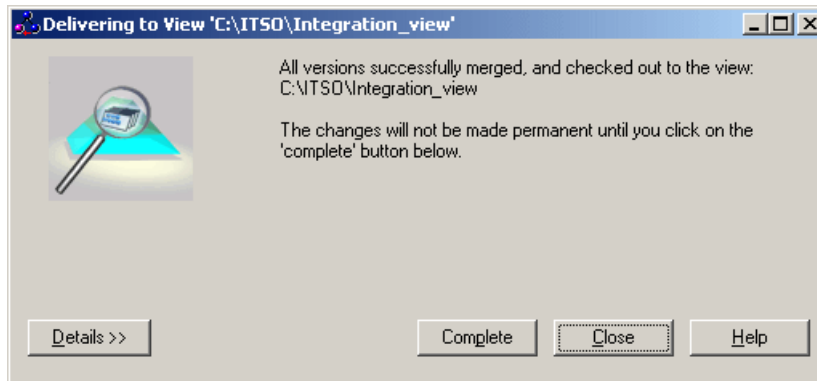 Delivering to View 'C:\ITSO\Integration_view'
All versions successfully merged, and checked out to the view:
C:\ITSO\Integration_view
The changes will not be made permanent until you click on the
'complete' button below.
Details >>
Complete
Close
Help